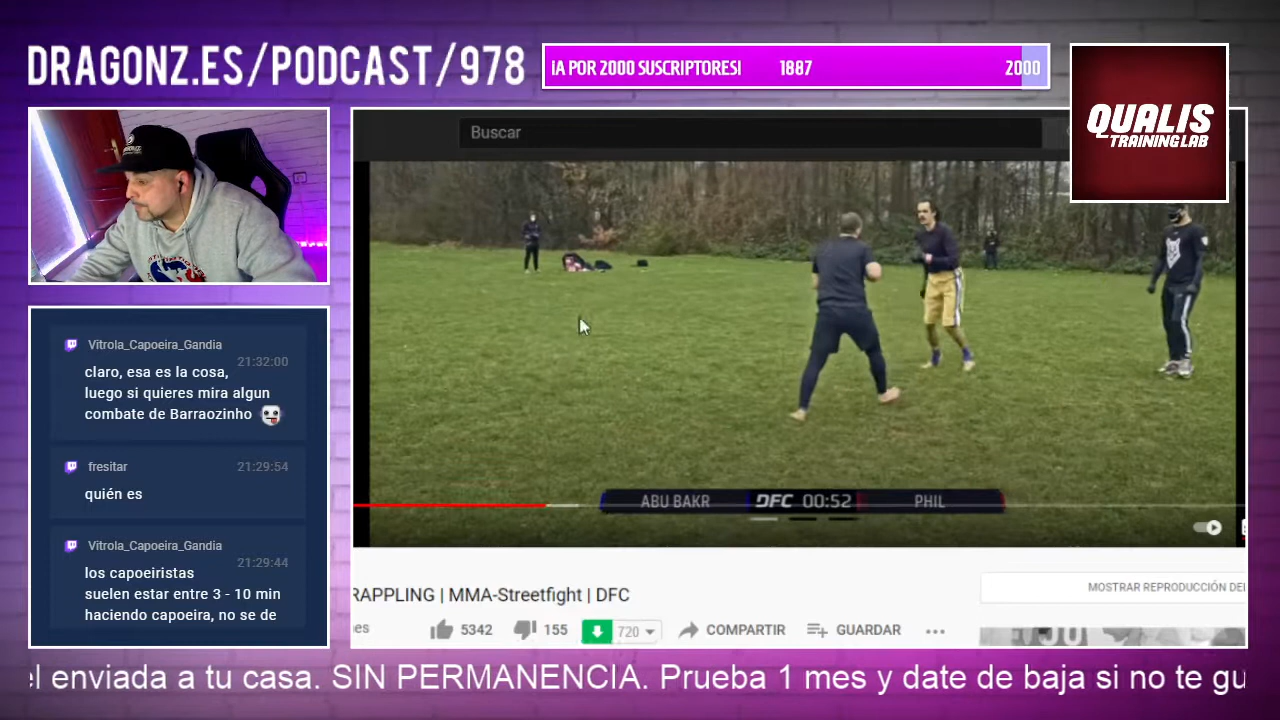 DRAGONZ.ES/PODCAST/978
IA POR 2000 SUSCRIPTORES! 1887 2000
QUALIS
TRAINING LAB
Buscar
Vitrola_Capoeira_Gandia
21:32:00
claro, esa es la cosa,
luego si quieres mira algun
combate de Barraozinho
fresitar 21:29:54
quién es
Vitrola_Capoeira_Gandia
21:29:44
los capoeiristas
suelen estar entre 3 - 10 min
haciendo capoeira, no se de
ABU BAKR DFC 00:52 PHIL
RAPPLING | MMA-Streetfight | DFC
MOSTRAR REPRODUCCIÓN DE
nes 5342 155 720 COMPARTIR GUARDAR
el enviada a tu casa. SIN PERMANENCIA. Prueba 1 mes y date de baja si no te gu